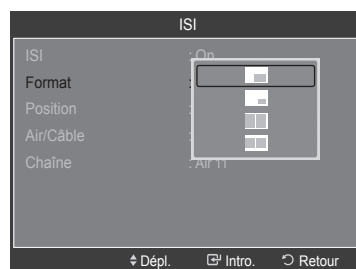 ISI
ISI : On
Format :
Position :
Air/Câble :
Chaîne : Air 11
Dépl. Intro. Retour